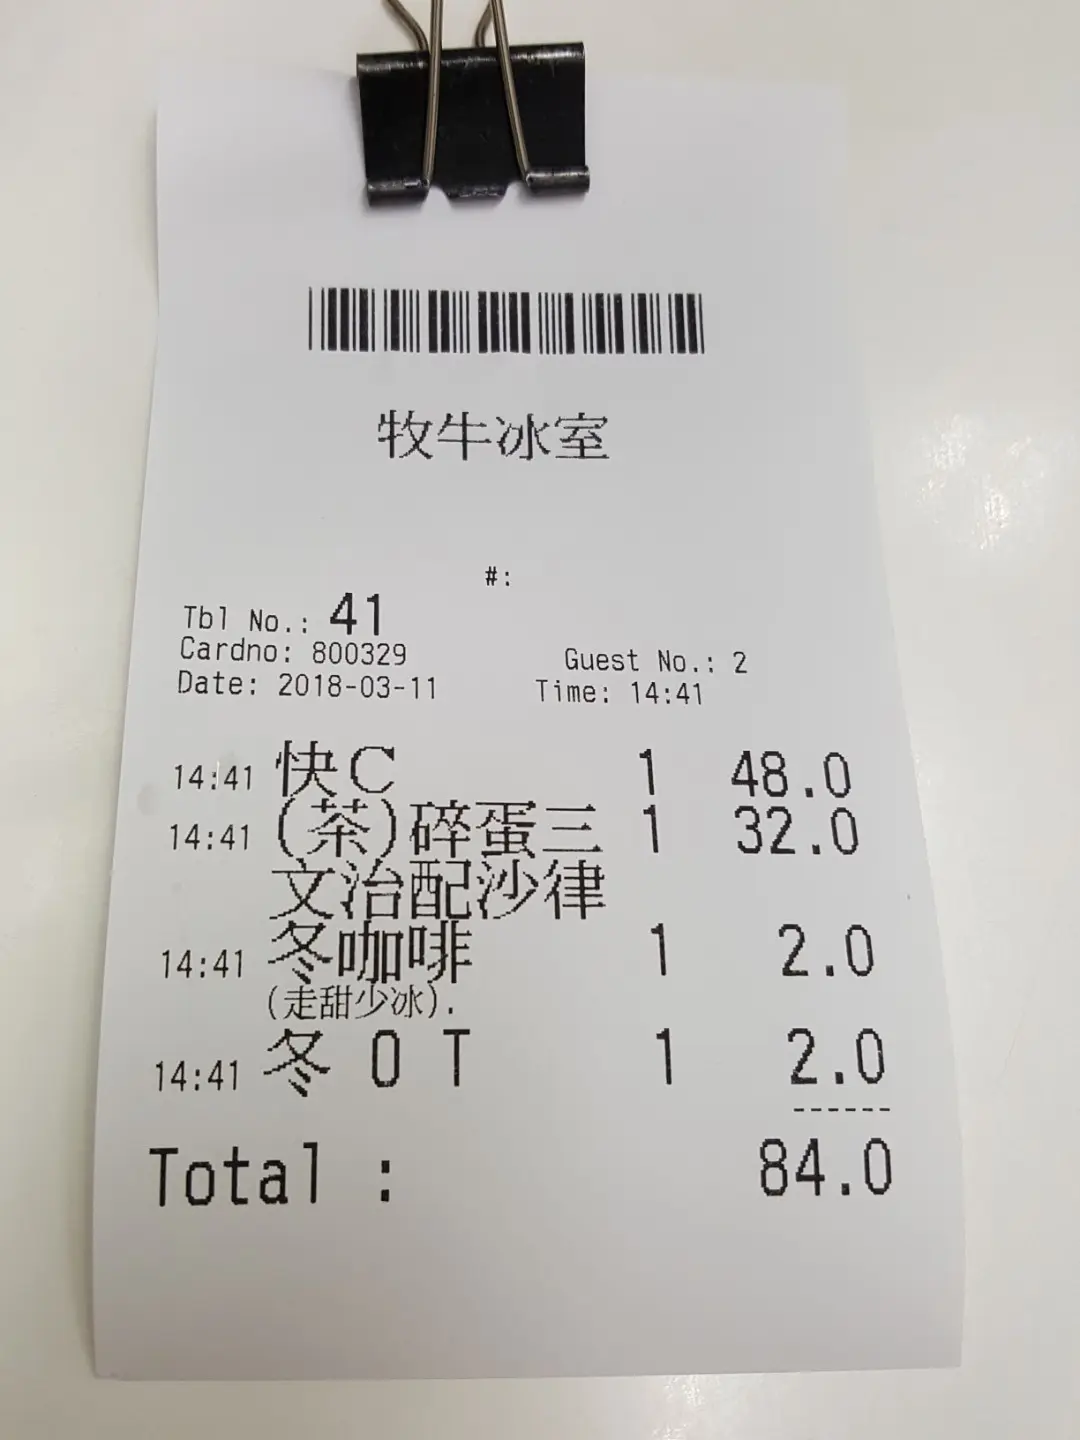 牧牛冰室
#:
Tbl No.: 41
Cardno: 800329 Guest No.: 2
Date: 2018-03-11 Time: 14:41
14:41 快C 1 48.0
14:41 (茶)碎蛋三 1 32.0
文治配沙律
14:41 冬咖啡 1 2.0
(走甜少冰).
14:41 冬 O T 1 2.0
------
Total : 84.0